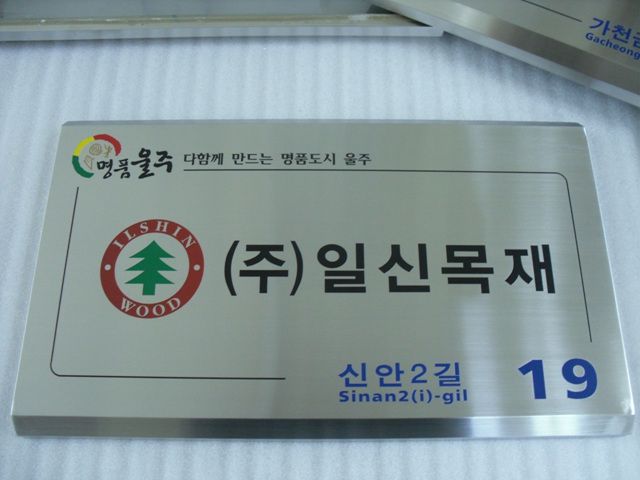 가천금
Gacheong
명품울주 다함께 만드는 명품도시 울주
ILSHIN WOOD
(주)일신목재
신안2길 19
Sinan2(i)-gil